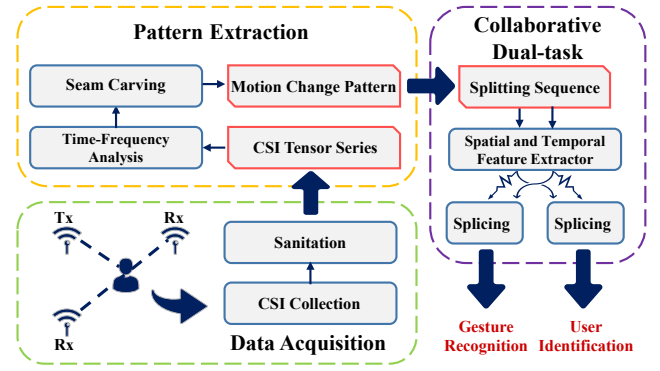 Pattern Extraction
Seam Carving
Motion Change Pattern
Time-Frequency
Analysis
CSI Tensor Series
Collaborative
Dual-task
Splitting Sequence
Spatial and Temporal
Feature Extractor
Splicing
Splicing
Gesture
Recognition
User
Identification
Tx
Rx
Rx
Sanitation
CSI Collection
Data Acquisition